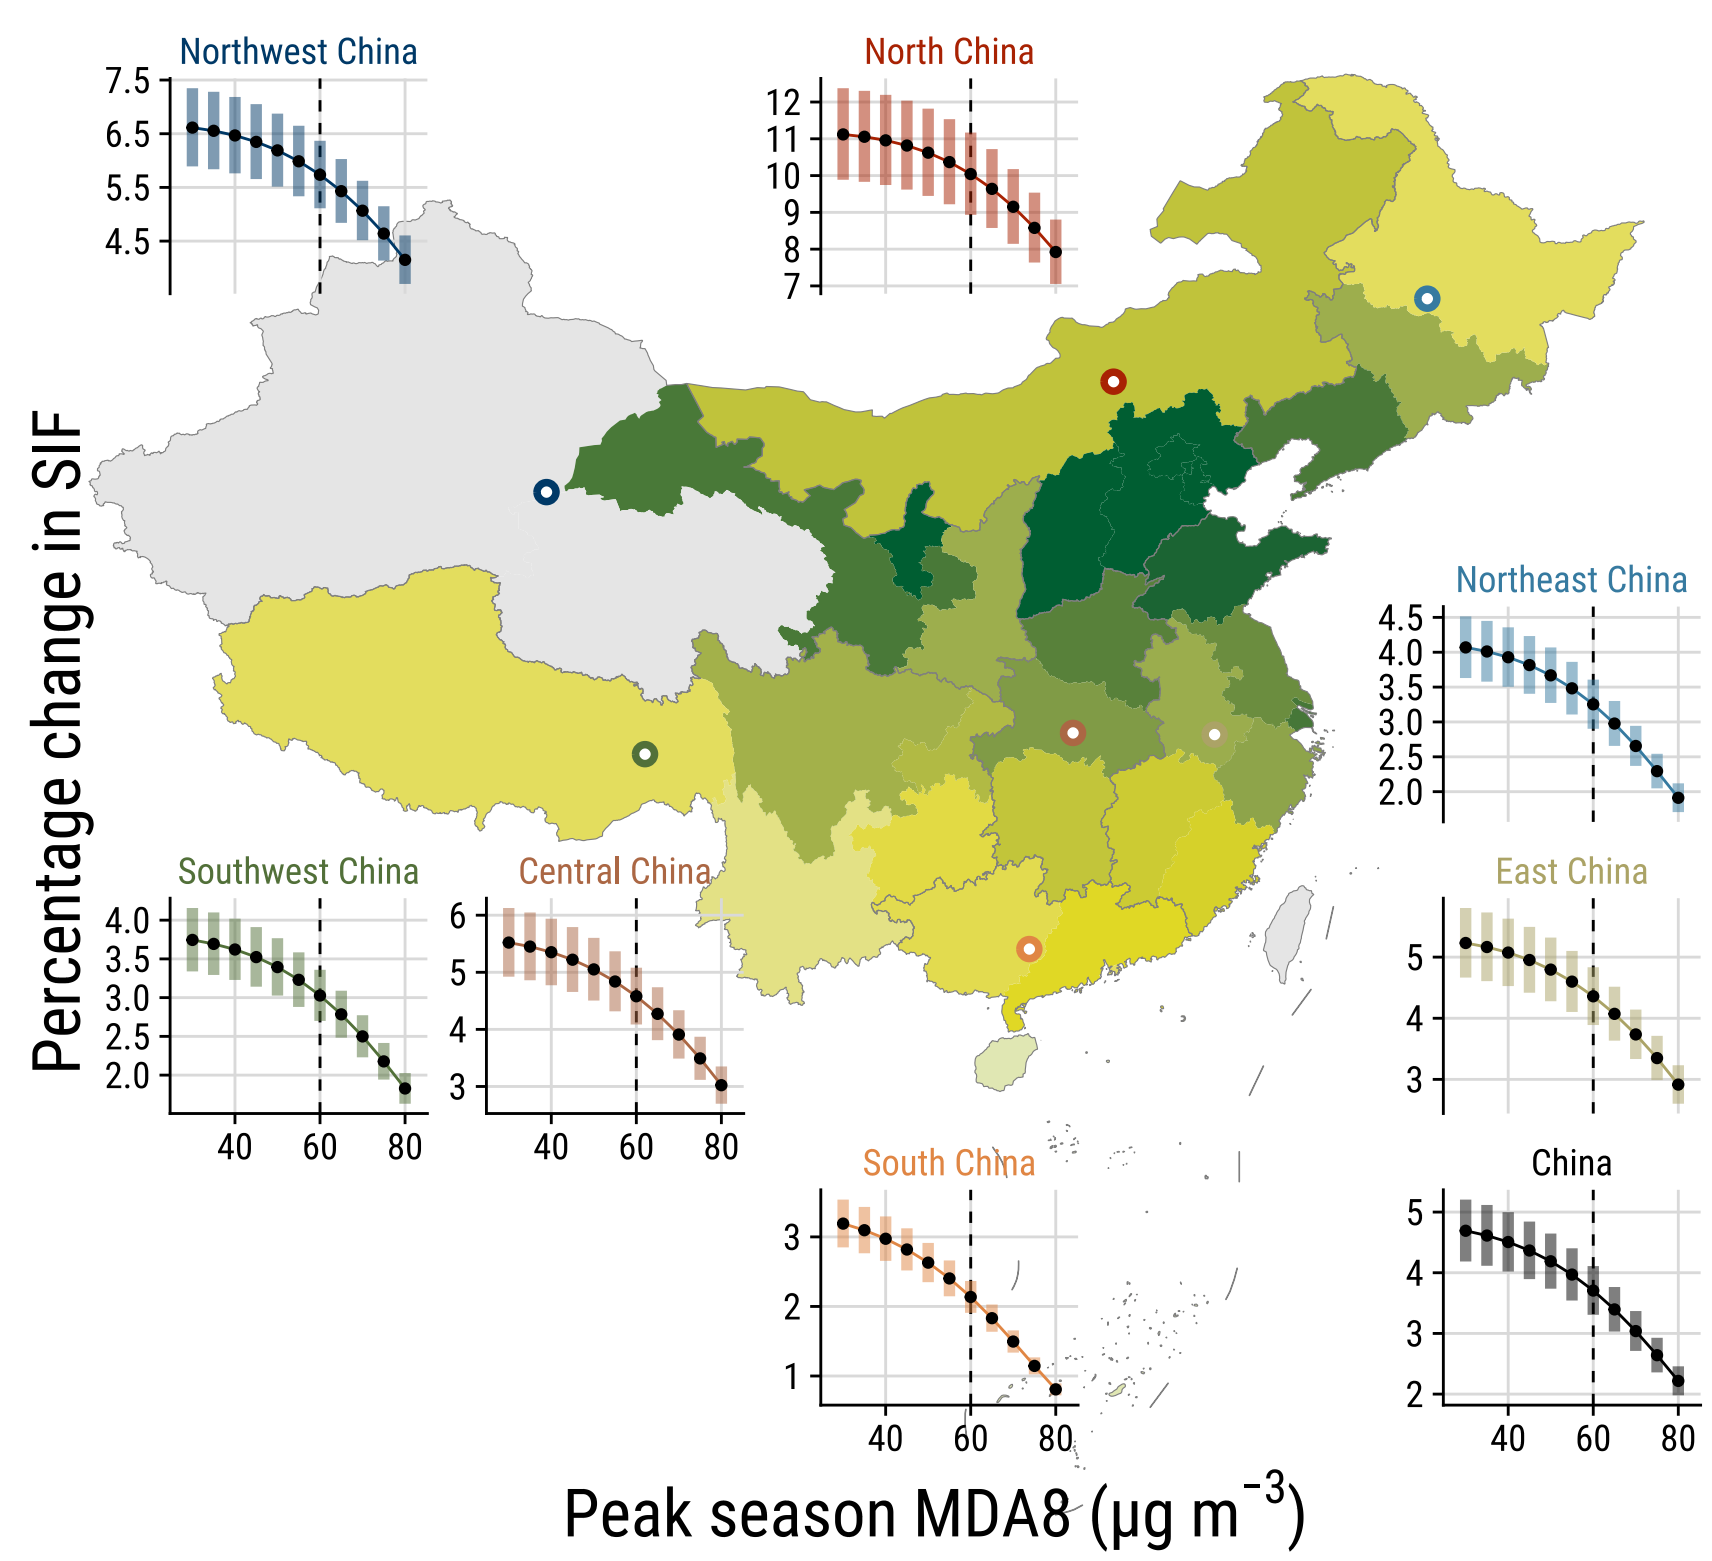 Northwest China
7.5
6.5
5.5
4.5
North China
12
11
10
9
8
7
Percentage change in SIF
Northeast China
4.5
4.0
3.5
3.0
2.5
2.0
Southwest China
4.0
3.5
3.0
2.5
2.0
40 60 80
Central China
6
5
4
3
40 60 80
East China
5
4
3
South China
3
2
1
40 60 80
China
5
4
3
2
40 60 80
Peak season MDA8 (µg m⁻³)